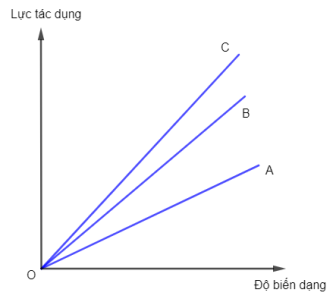 Lực tác dụng
C
B
A
O
Độ biến dạng